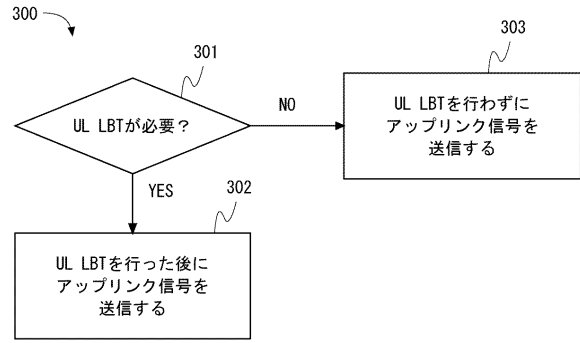 300
301
303
UL LBTが必要？
NO
UL LBTを行わずに
アップリンク信号を
送信する
YES
302
UL LBTを行った後に
アップリンク信号を
送信する